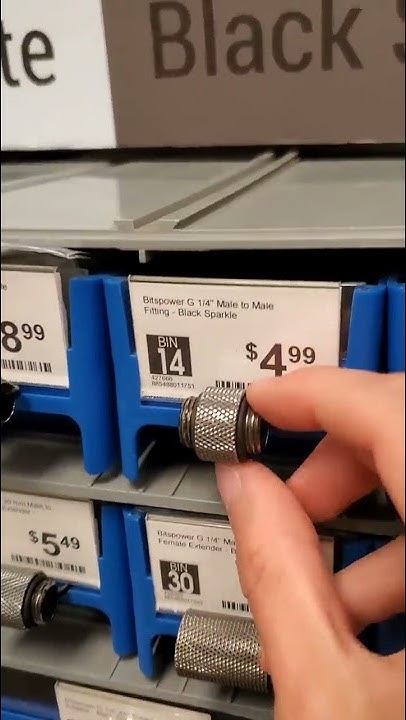 te
Black S
8.99
Bitspower G 1/4" Male to Male
Fitting - Black Sparkle
BIN
14
$4.99
$5.49
Bitspower G 1/4" Ma
Female Extender - B
BIN
30